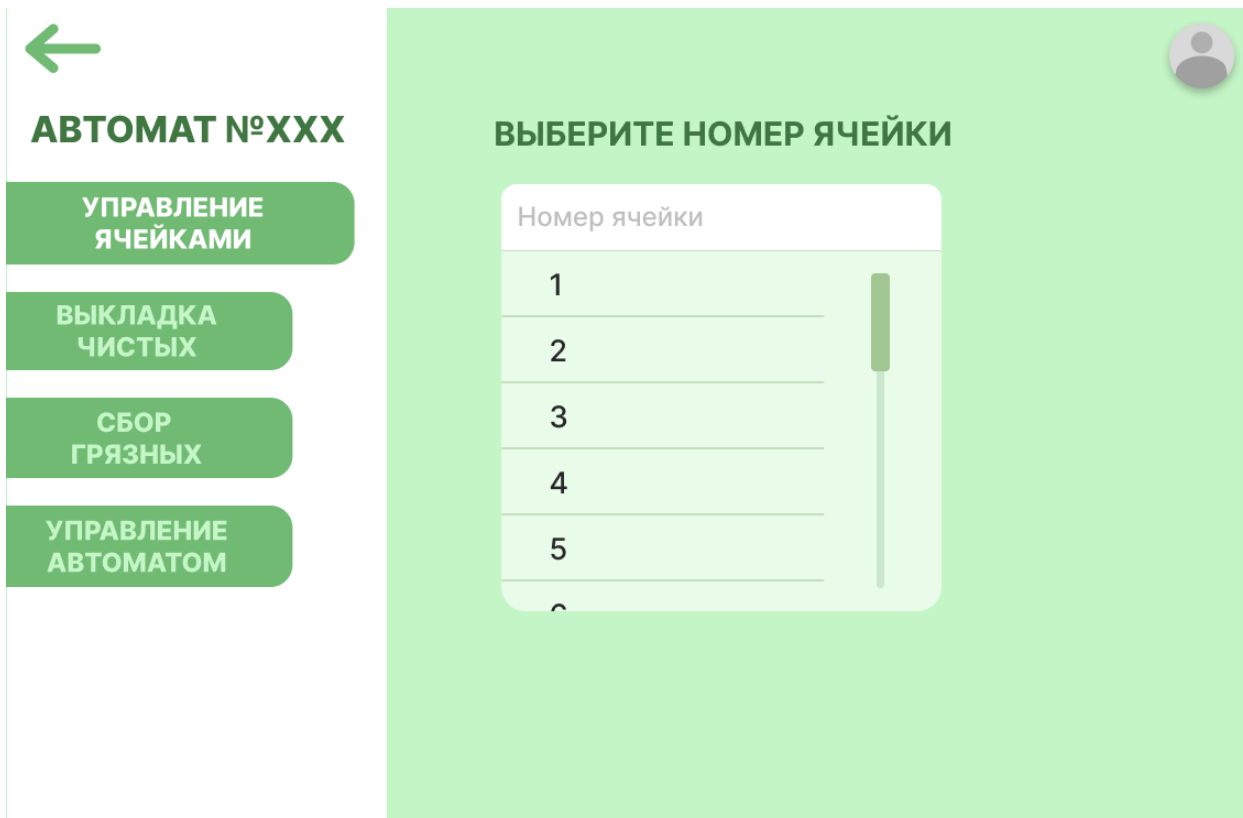 АВТОМАТ №XXX
УПРАВЛЕНИЕ
ЯЧЕЙКАМИ
ВЫКЛАДКА
ЧИСТЫХ
СБОР
ГРЯЗНЫХ
УПРАВЛЕНИЕ
АВТОМАТОМ
ВЫБЕРИТЕ НОМЕР ЯЧЕЙКИ
Номер ячейки
1
2
3
4
5